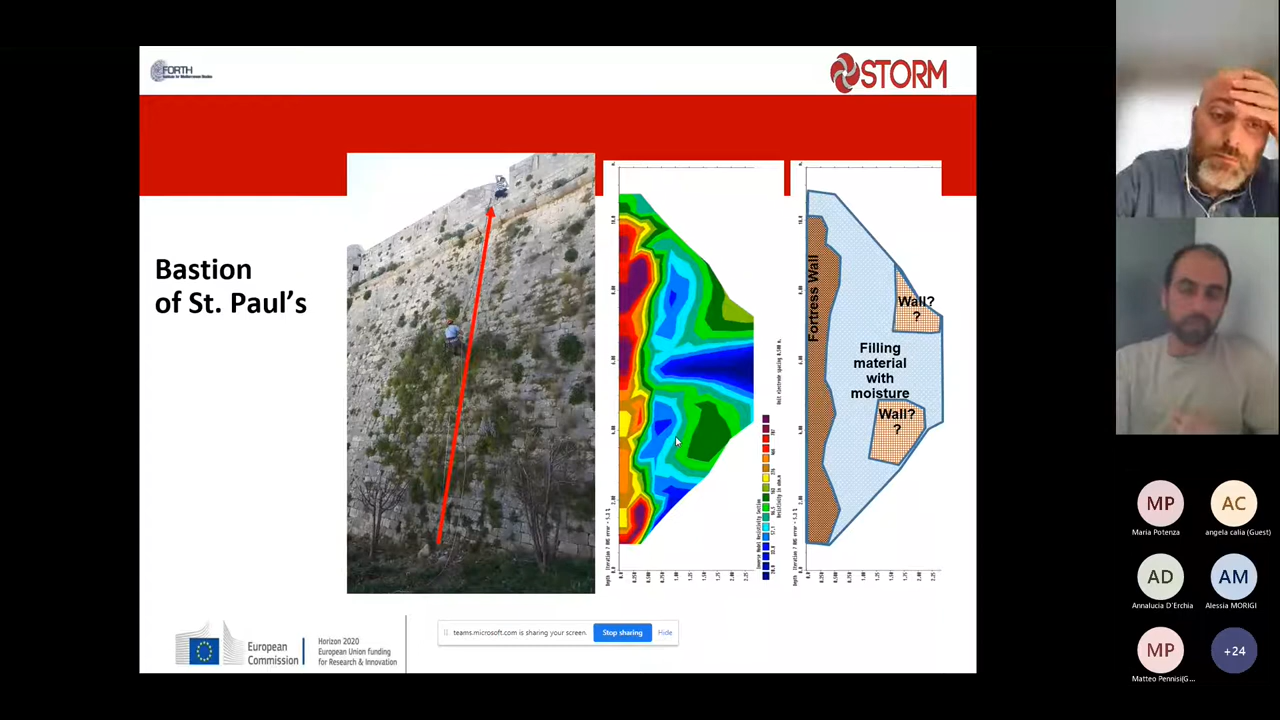 FORTH
STORM
Bastion
of St. Paul's
Fortress Wall
Wall?
?
Filling
material
with
moisture
Wall?
?
European
Commission
Horizon 2020
European Union funding
for Research & Innovation
teams.microsoft.com is sharing your screen.
Stop sharing
Hide
MP
Maria Potenza
AC
angela calia (Guest)
AD
Annalucia D'Erchia
AM
Alessia MORIGI
MP
Matteo Pennisi(G...
+24